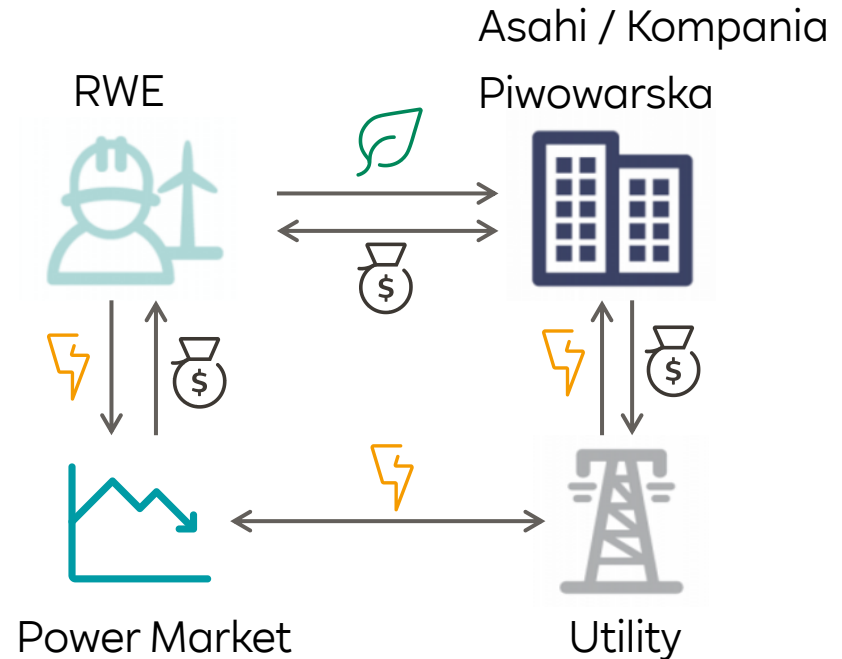 Asahi / Kompania
Piwowarska
RWE
$
$
$
Power Market
Utility